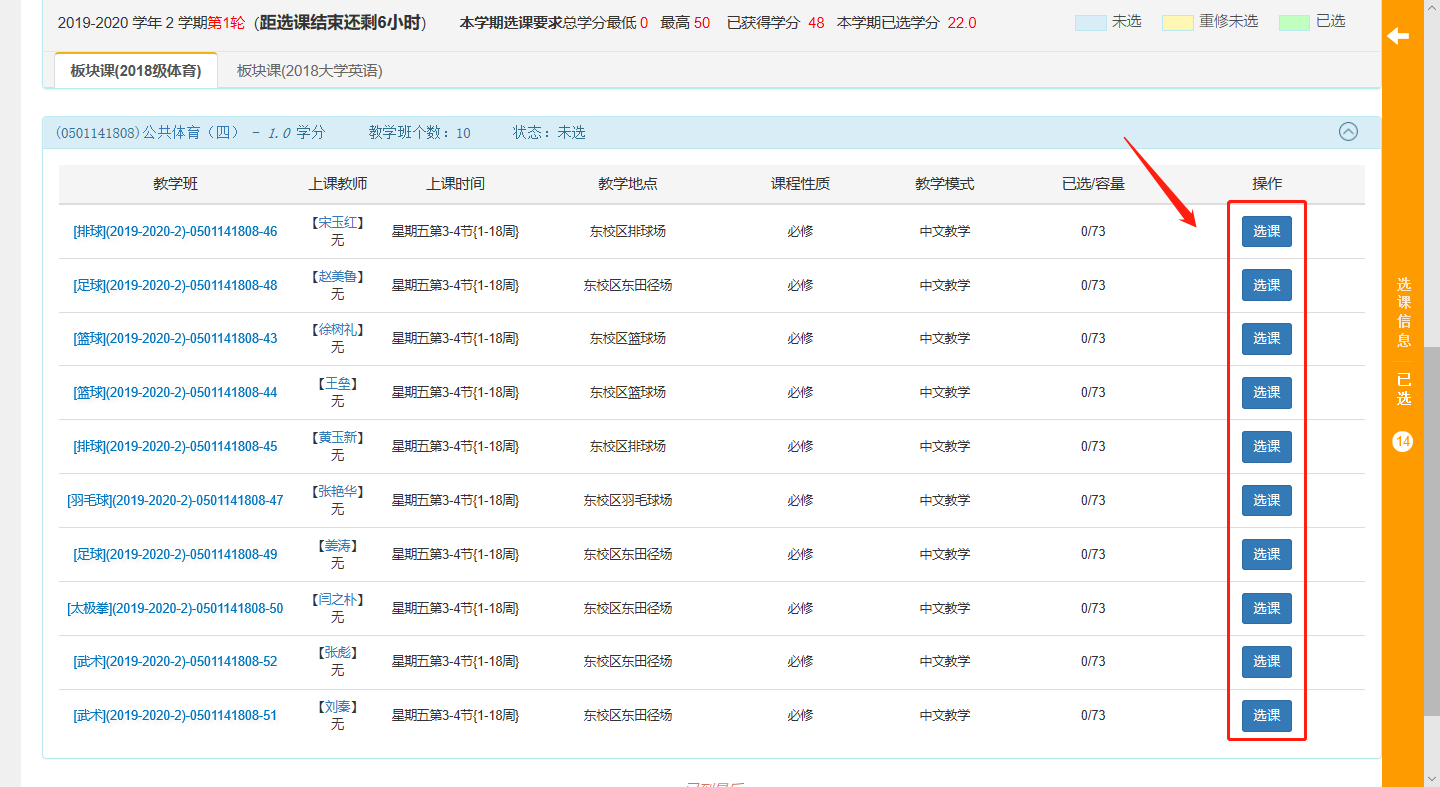 2019-2020 学年 2 学期第1轮 (距选课结束还剩6小时) 本学期选课要求总学分最低 0 最高 50 已获得学分 48 本学期已选学分 22.0 未选 重修未选 已选
板块课(2018级体育) 板块课(2018大学英语)
(0501141808)公共体育（四） - 1.0 学分 教学班个数：10 状态：未选
教学班 上课教师 上课时间 教学地点 课程性质 教学模式 已选/容量 操作
[排球](2019-2020-2)-0501141808-46 【宋玉红】 无 星期五第3-4节{1-18周} 东校区排球场 必修 中文教学 0/73 选课
[足球](2019-2020-2)-0501141808-48 【赵美鲁】 无 星期五第3-4节{1-18周} 东校区东田径场 必修 中文教学 0/73 选课
[篮球](2019-2020-2)-0501141808-43 【徐树礼】 无 星期五第3-4节{1-18周} 东校区篮球场 必修 中文教学 0/73 选课
[篮球](2019-2020-2)-0501141808-44 【王垒】 无 星期五第3-4节{1-18周} 东校区篮球场 必修 中文教学 0/73 选课
[排球](2019-2020-2)-0501141808-45 【黄玉新】 无 星期五第3-4节{1-18周} 东校区排球场 必修 中文教学 0/73 选课
[羽毛球](2019-2020-2)-0501141808-47 【张艳华】 无 星期五第3-4节{1-18周} 东校区羽毛球场 必修 中文教学 0/73 选课
[足球](2019-2020-2)-0501141808-49 【姜涛】 无 星期五第3-4节{1-18周} 东校区东田径场 必修 中文教学 0/73 选课
[太极拳](2019-2020-2)-0501141808-50 【闫之朴】 无 星期五第3-4节{1-18周} 东校区东田径场 必修 中文教学 0/73 选课
[武术](2019-2020-2)-0501141808-52 【张彪】 无 星期五第3-4节{1-18周} 东校区东田径场 必修 中文教学 0/73 选课
[武术](2019-2020-2)-0501141808-51 【刘秦】 无 星期五第3-4节{1-18周} 东校区东田径场 必修 中文教学 0/73 选课
选课信息
已选
14